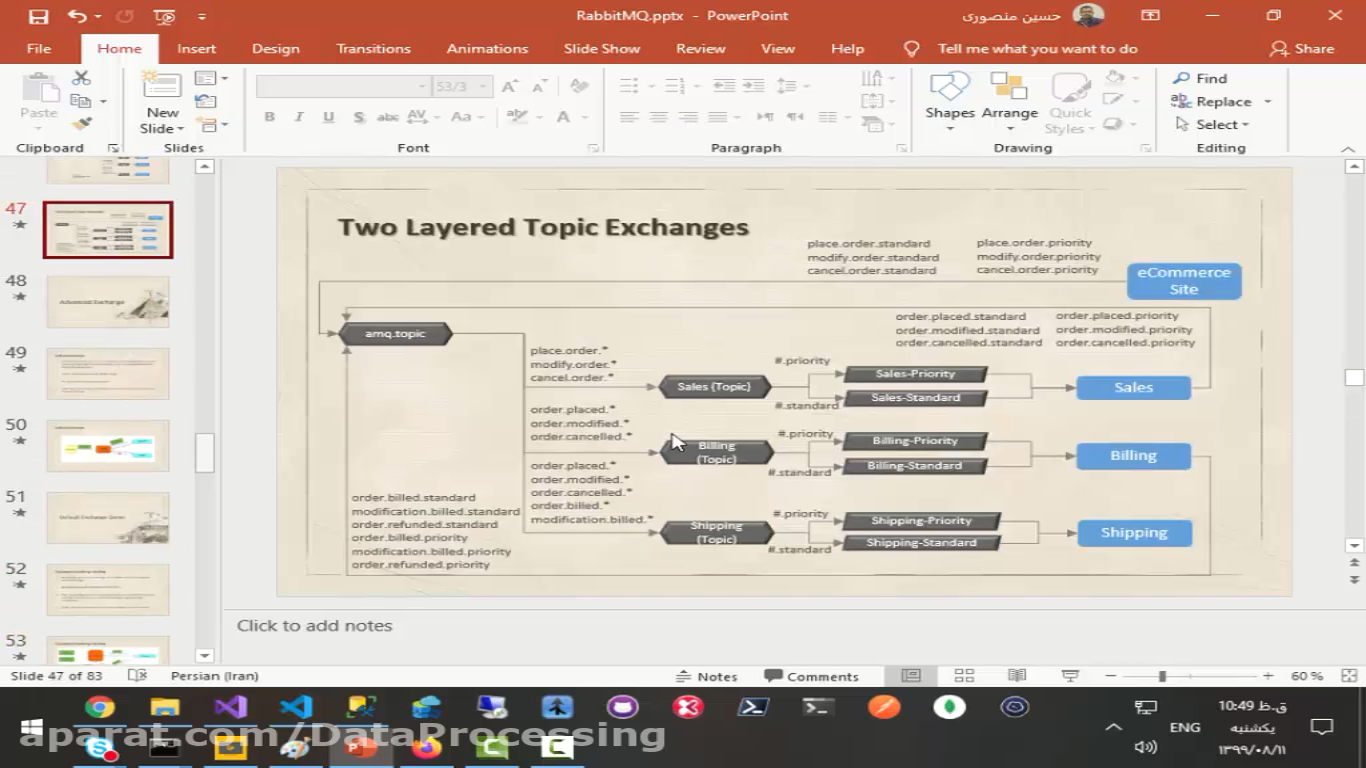 RabbitMQ.pptx - PowerPoint
حسین منصوری
File
Home
Insert
Design
Transitions
Animations
Slide Show
Review
View
Help
Tell me what you want to do
Share
Paste
New
Slide
53/3
Shapes
Arrange
Quick
Styles
Find
Replace
Select
Clipboard
Slides
Font
Paragraph
Drawing
Editing
47
48
Advanced Exchange
49
50
51
52
53
Two Layered Topic Exchanges
place.order.standard
modify.order.standard
cancel.order.standard
place.order.priority
modify.order.priority
cancel.order.priority
eCommerce
Site
order.placed.standard
order.modified.standard
order.cancelled.standard
order.placed.priority
order.modified.priority
order.cancelled.priority
amq.topic
place.order.*
modify.order.*
cancel.order.*
Sales (Topic)
#.priority
#.standard
Sales-Priority
Sales-Standard
Sales
order.placed.*
order.modified.*
order.cancelled.*
Billing
(Topic)
#.priority
#.standard
Billing-Priority
Billing-Standard
Billing
order.placed.*
order.modified.*
order.cancelled.*
order.billed.*
modification.billed.*
Shipping
(Topic)
#.priority
#.standard
Shipping-Priority
Shipping-Standard
Shipping
order.billed.standard
modification.billed.standard
order.refunded.standard
order.billed.priority
modification.billed.priority
order.refunded.priority
Click to add notes
Slide 47 of 83
Persian (Iran)
Notes
Comments
60 %
aparat.com/DataProcessing
ENG
10:49 ق.ظ
یکشنبه
۱۳۹۹/۰۸/۱۱